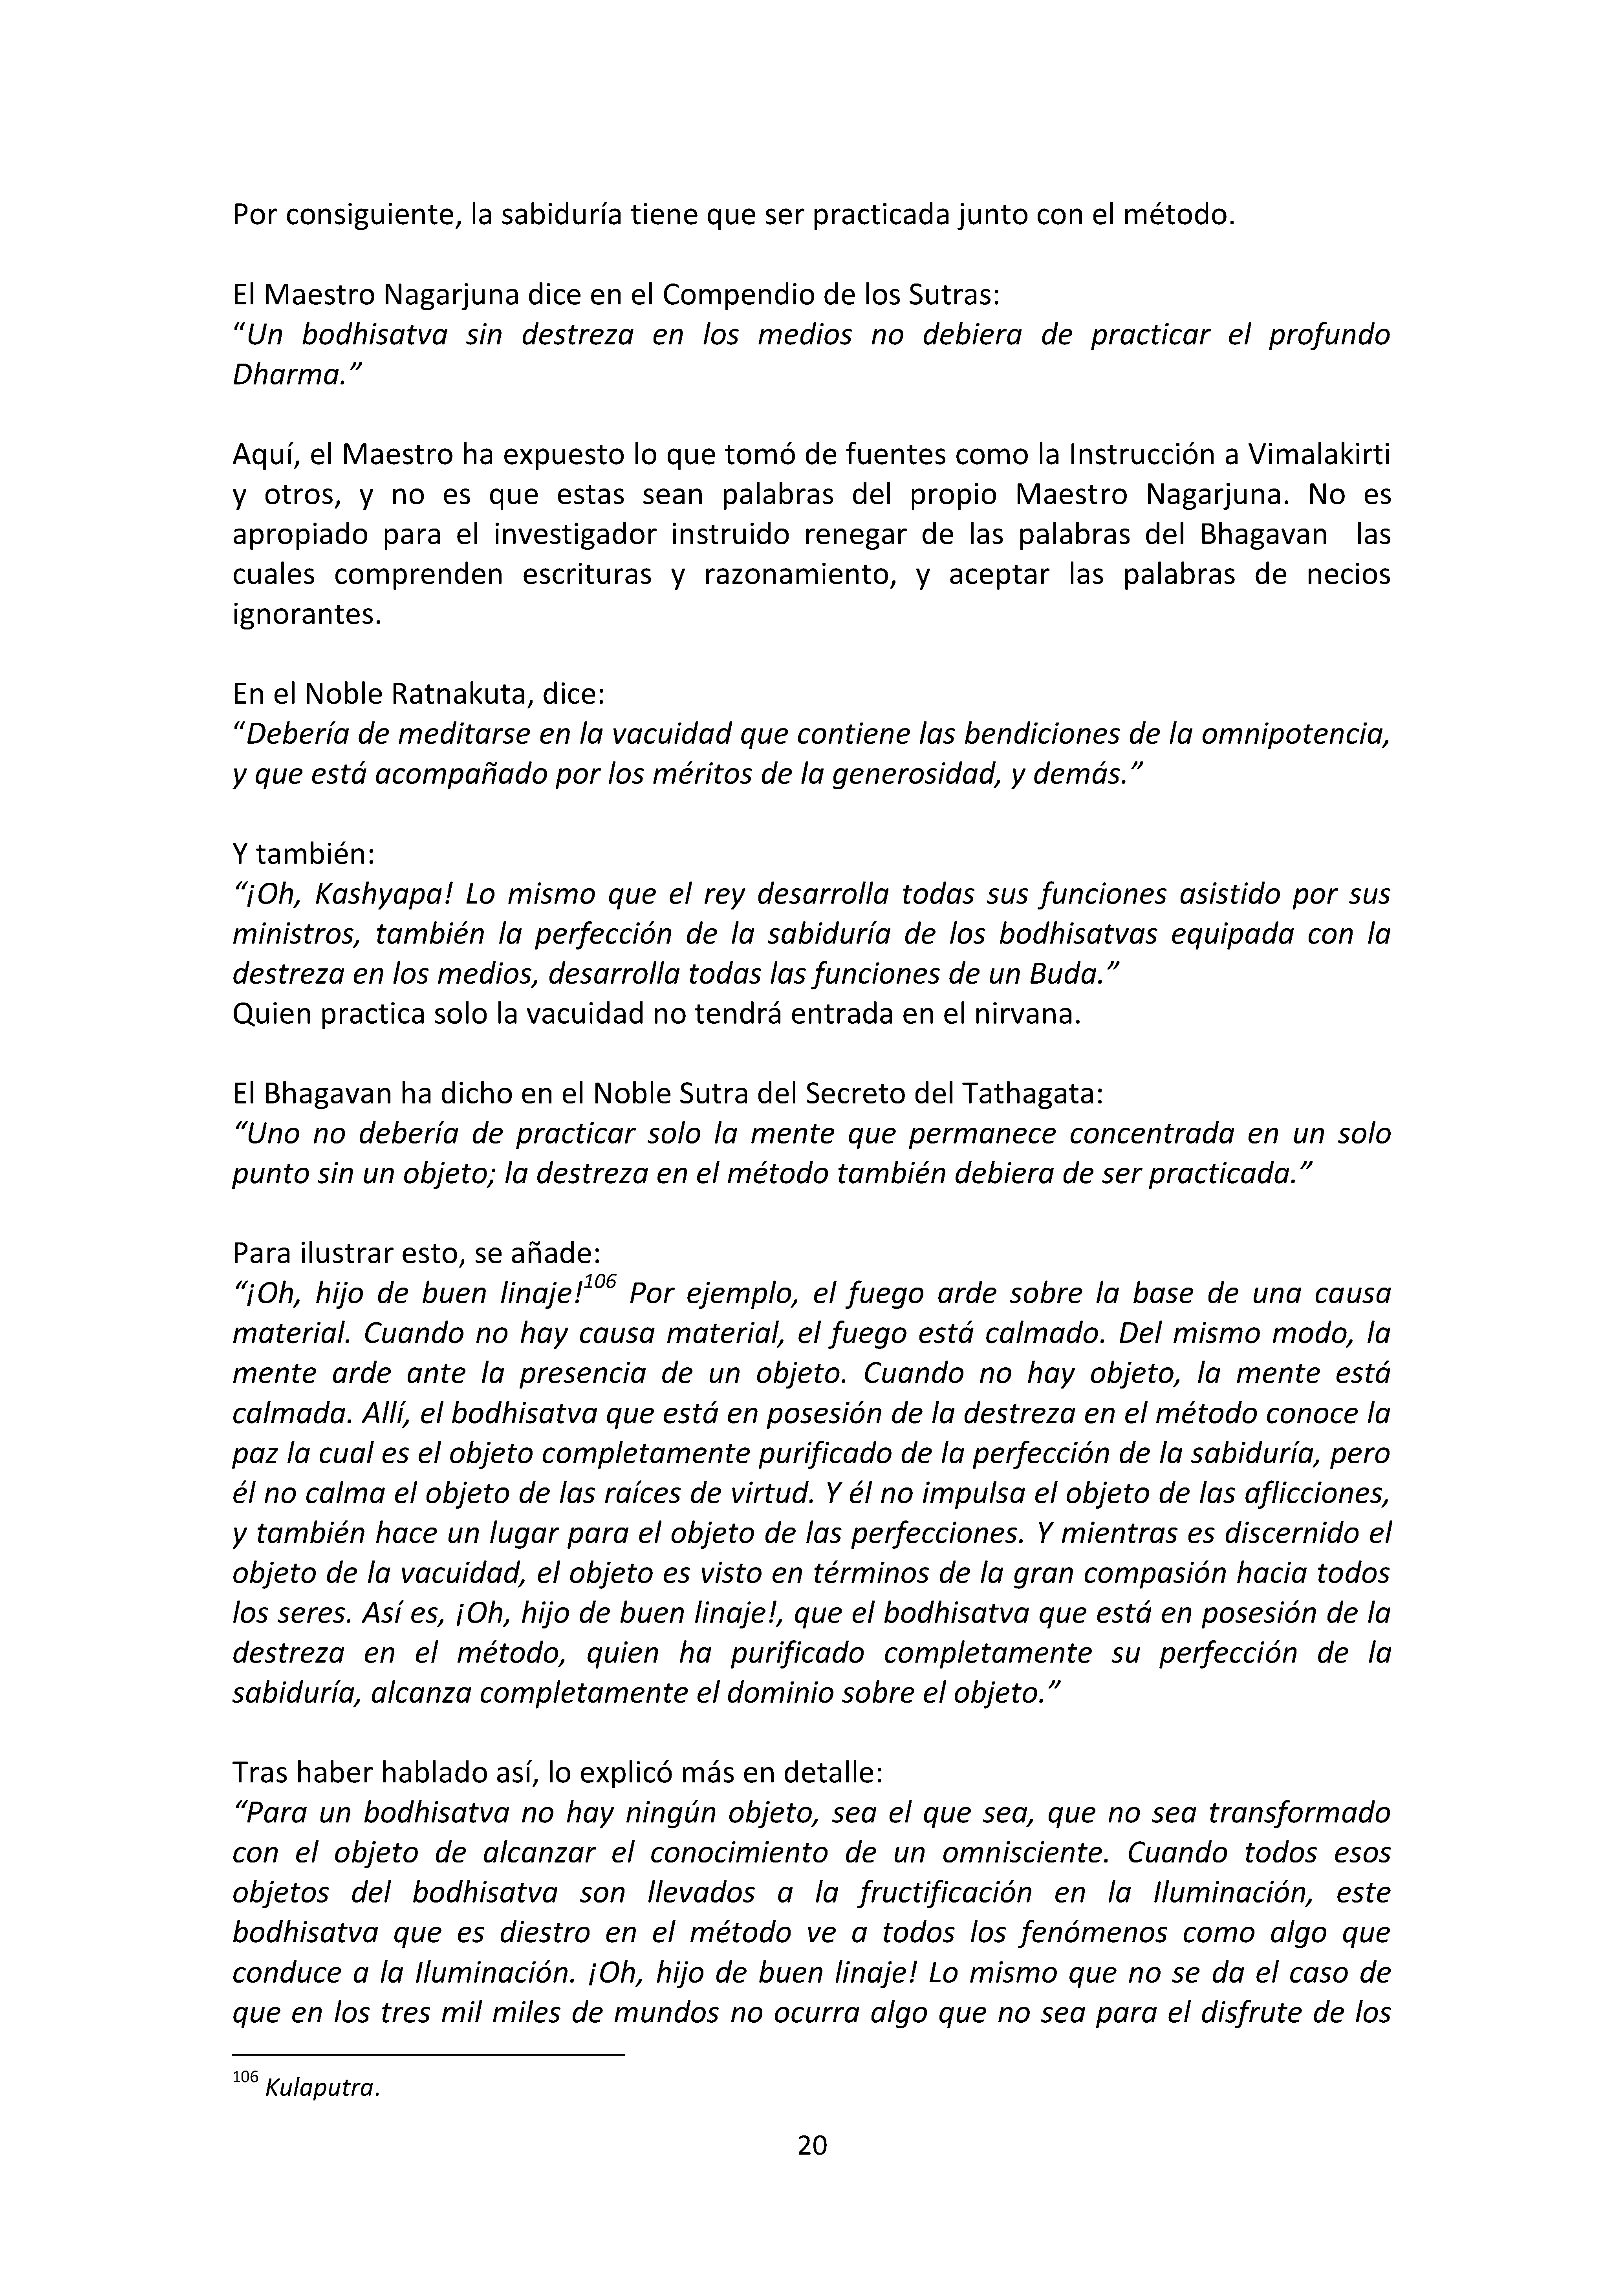 Por consiguiente, la sabiduría tiene que ser practicada junto con el método.
El Maestro Nagarjuna dice en el Compendio de los Sutras:
“Un bodhisatva sin destreza en los medios no debiera de practicar el profundo
Dharma.”
Aquí, el Maestro ha expuesto lo que tomó de fuentes como la Instrucción a Vimalakirti
y otros, y no es que estas sean palabras del propio Maestro Nagarjuna. No es
apropiado para el investigador instruido renegar de las palabras del Bhagavan las
cuales comprenden escrituras y razonamiento, y aceptar las palabras de necios
ignorantes.
En el Noble Ratnakuta, dice:
“Debería de meditarse en la vacuidad que contiene las bendiciones de la omnipotencia,
y que está acompañado por los méritos de la generosidad, y demás.”
Y también:
“¡Oh, Kashyapa! Lo mismo que el rey desarrolla todas sus funciones asistido por sus
ministros, también la perfección de la sabiduría de los bodhisatvas equipada con la
destreza en los medios, desarrolla todas las funciones de un Buda.”
Quien practica solo la vacuidad no tendrá entrada en el nirvana.
El Bhagavan ha dicho en el Noble Sutra del Secreto del Tathagata:
“Uno no debería de practicar solo la mente que permanece concentrada en un solo
punto sin un objeto; la destreza en el método también debiera de ser practicada.”
Para ilustrar esto, se añade:
“¡Oh, hijo de buen linaje!106 Por ejemplo, el fuego arde sobre la base de una causa
material. Cuando no hay causa material, el fuego está calmado. Del mismo modo, la
mente arde ante la presencia de un objeto. Cuando no hay objeto, la mente está
calmada. Allí, el bodhisatva que está en posesión de la destreza en el método conoce la
paz la cual es el objeto completamente purificado de la perfección de la sabiduría, pero
él no calma el objeto de las raíces de virtud. Y él no impulsa el objeto de las aflicciones,
y también hace un lugar para el objeto de las perfecciones. Y mientras es discernido el
objeto de la vacuidad, el objeto es visto en términos de la gran compasión hacia todos
los seres. Así es, ¡Oh, hijo de buen linaje!, que el bodhisatva que está en posesión de la
destreza en el método, quien ha purificado completamente su perfección de la
sabiduría, alcanza completamente el dominio sobre el objeto.”
Tras haber hablado así, lo explicó más en detalle:
“Para un bodhisatva no hay ningún objeto, sea el que sea, que no sea transformado
con el objeto de alcanzar el conocimiento de un omnisciente. Cuando todos esos
objetos del bodhisatva son llevados a la fructificación en la Iluminación, este
bodhisatva que es diestro en el método ve a todos los fenómenos como algo que
conduce a la Iluminación. ¡Oh, hijo de buen linaje! Lo mismo que no se da el caso de
que en los tres mil miles de mundos no ocurra algo que no sea para el disfrute de los
106 Kulaputra.
20